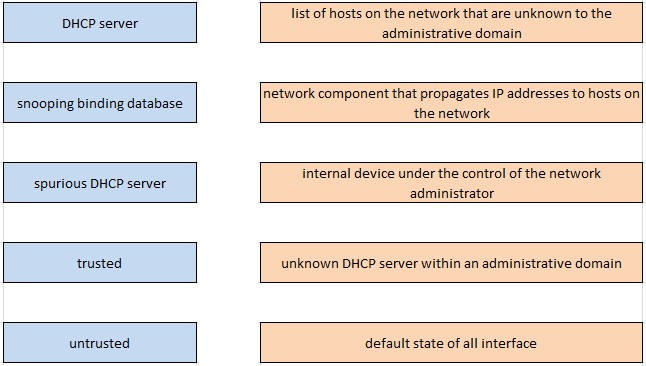 DHCP server
list of hosts on the network that are unknown to the
administrative domain
snooping binding database
network component that propagates IP addresses to hosts on
the network
spurious DHCP server
internal device under the control of the network
administrator
trusted
unknown DHCP server within an administrative domain
untrusted
default state of all interface